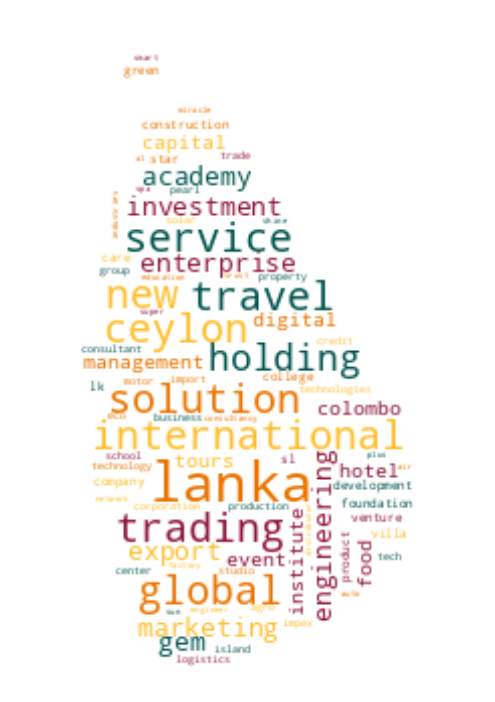 smart
green
miracle
construction
capital
al star trade
academy
spa pearl
investment
industries
solar shine
service
care enterprise
group education news property
new travel
super
ceylon digital
credit
consultant holding
management
motor import college
lk technologies
solution colombo
eco business consultancy
international
school tours sl plus
technology hotel air
company lanka development
network
corporation production foundation
trading institute engineering venture
distributor villa
export event product food tech
center factory studio
global auto
sun engineer agro
marketing impex
gem island
logistics